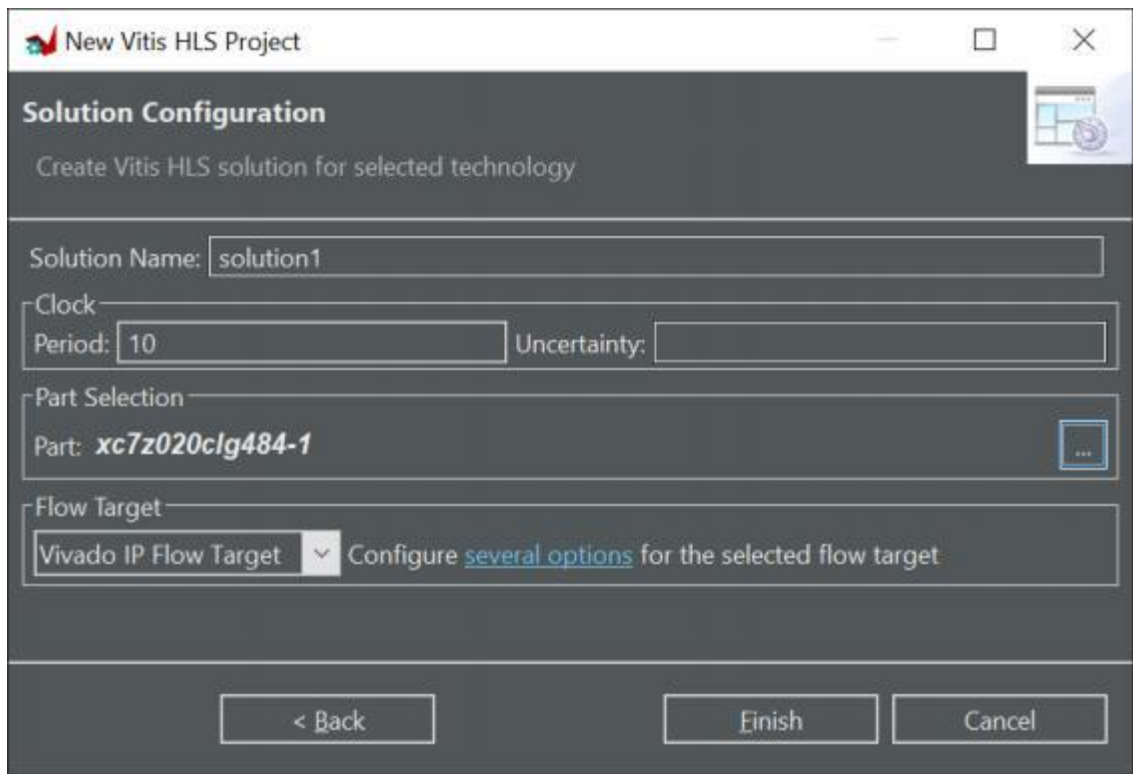 New Vitis HLS Project
Solution Configuration
Create Vitis HLS solution for selected technology
Solution Name: solution1
Clock
Period: 10 Uncertainty:
Part Selection
Part: xc7z020clg484-1 ...
Flow Target
Vivado IP Flow Target Configure several options for the selected flow target
< Back Finish Cancel